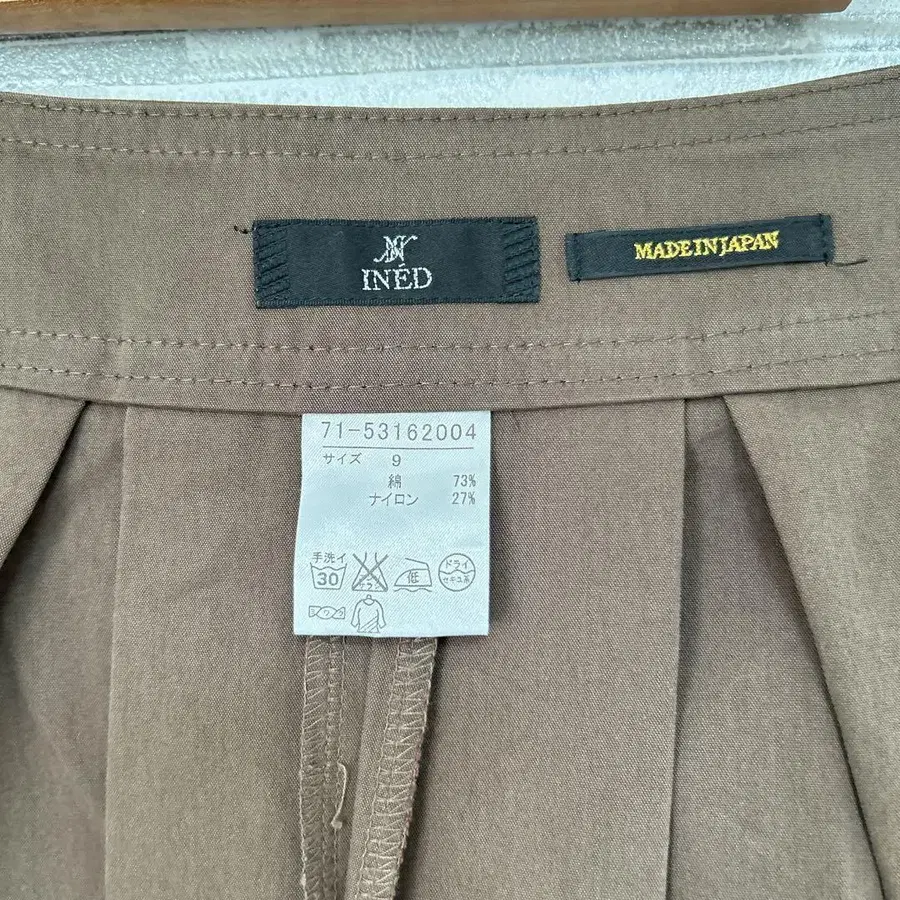 INÉD
MADE IN JAPAN
71-53162004
サイズ 9
綿 73%
ナイロン 27%
手洗イ
30
低
ドライ
セキユ系